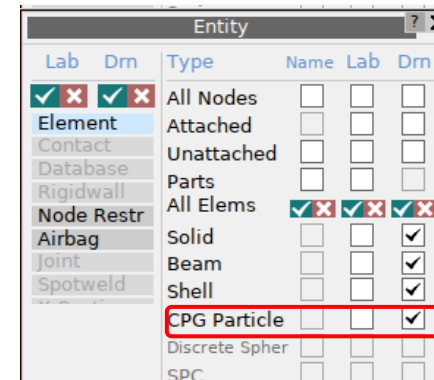 Entity ?
Lab Drn Type Name Lab Drn
All Nodes
Element Attached
Contact Unattached
Database Parts
Rigidwall All Elems
Node Restr
Airbag Solid
Joint Beam
Spotweld Shell
CPG Particle
Discrete Spher
SPC